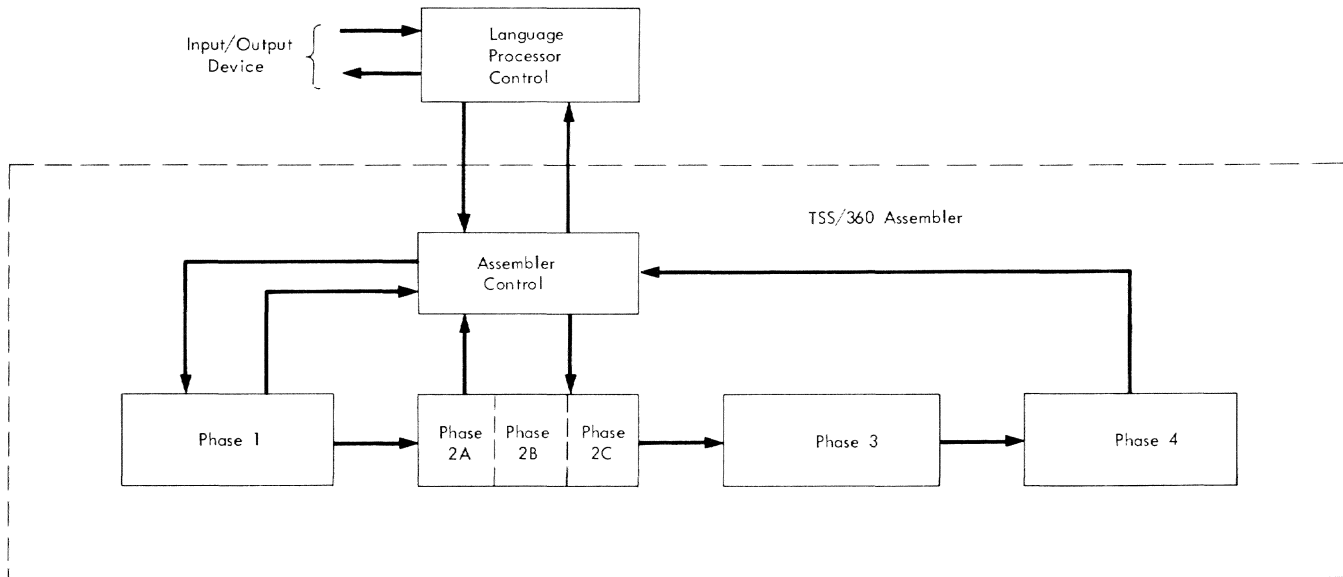 Input/Output
Device
Language
Processor
Control
TSS/360 Assembler
Assembler
Control
Phase 1
Phase
2A
Phase
2B
Phase
2C
Phase 3
Phase 4